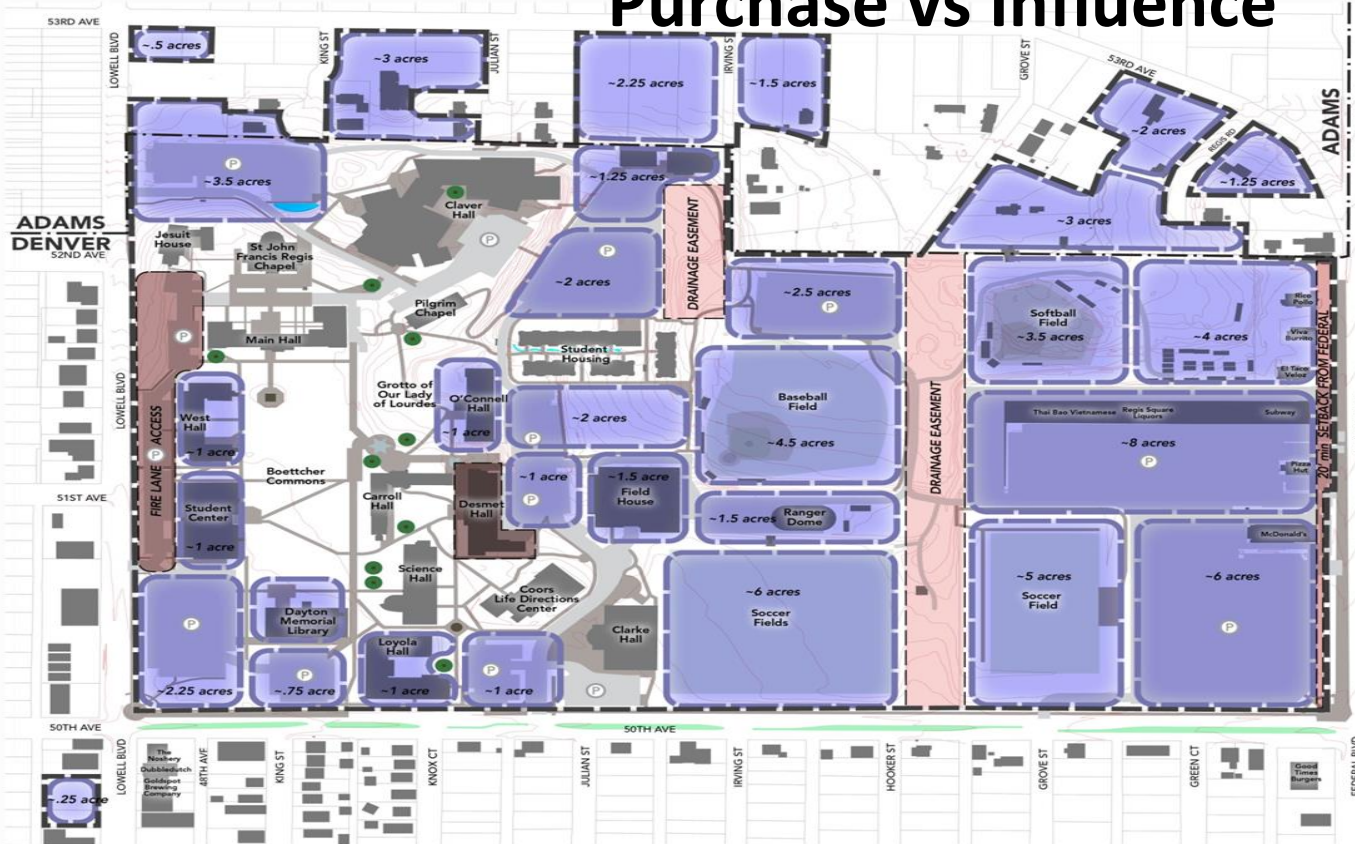 Purchase vs Influence
53RD AVE
LOWELL BLVD
~.5 acres
KING ST
~3 acres
JULIAN ST
~2.25 acres
IRVING S
~1.5 acres
GROVE ST
53RD AVE
~2 acres
REGIS RD
~1.25 acres
ADAMS
P
~3.5 acres
Claver
Hall
P
~1.25 acres
DRAINAGE EASEMENT
~3 acres
ADAMS
DENVER
52ND AVE
Jesuit
House
St John
Francis Regis
Chapel
P
~2 acres
Pilgrim
Chapel
~2.5 acres
P
Softball
Field
~3.5 acres
~4 acres
Rico
Pollo
Viva
Burrito
El Taco
Veloz
P
Main Hall
Student
Housing
LOWELL BLVD
FIRE LANE
ACCESS
P
West
Hall
~1 acre
Grotto of
Our Lady
of Lourdes
O'Connell
Hall
~1 acre
~2 acres
P
Baseball
Field
~4.5 acres
DRAINAGE EASEMENT
Thai Bao Vietnamese
Regis Square
Liquors
Subway
~8 acres
P
Pizza
Hut
20' min SETBACK FROM FEDERAL
Boettcher
Commons
51ST AVE
Student
Center
~1 acre
Carroll
Hall
Desmet
Hall
~1 acre
P
~1.5 acre
Field
House
~1.5 acres
Ranger
Dome
McDonald's
Science
Hall
Coors
Life Directions
Center
~6 acres
Soccer
Fields
~5 acres
Soccer
Field
~6 acres
P
P
~2.25 acres
Dayton
Memorial
Library
P
~.75 acre
Loyola
Hall
~1 acre
P
~1 acre
Clarke
Hall
P
50TH AVE
50TH AVE
LOWELL BLVD
The
Noshery
Dubbledutch
Goldspot
Brewing
Company
48TH AVE
KING ST
KNOX CT
JULIAN ST
IRVING ST
HOOKER ST
GROVE ST
GREEN CT
Good
Times
Burgers
~.25 acre